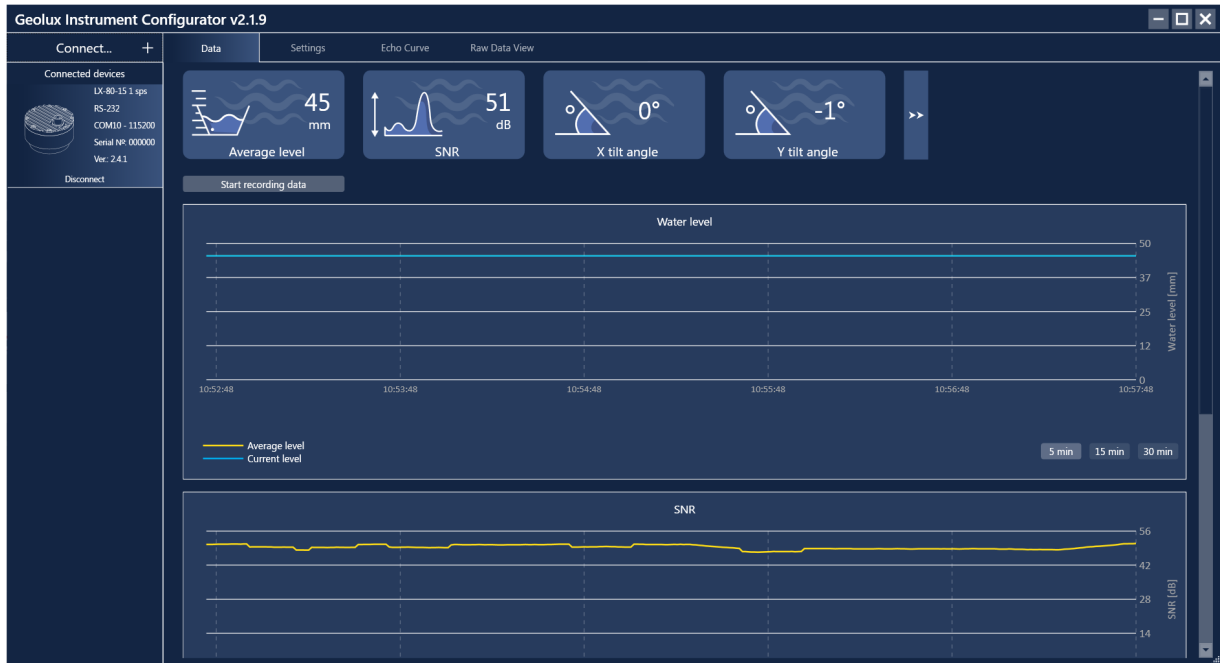 Geolux Instrument Configurator v2.1.9
Connect... +
Data Settings Echo Curve Raw Data View
Connected devices
LX-80-15 1 sps
RS-232
COM10 - 115200
Serial №: 000000
Ver.: 2.4.1
Disconnect
45
mm
Average level
51
dB
SNR
0°
X tilt angle
-1°
Y tilt angle
>>
Start recording data
Water level
50
37
25
12
0
Water level [mm]
10:52:48 10:53:48 10:54:48 10:55:48 10:56:48 10:57:48
Average level
Current level
5 min 15 min 30 min
SNR
56
42
28
14
SNR [dB]